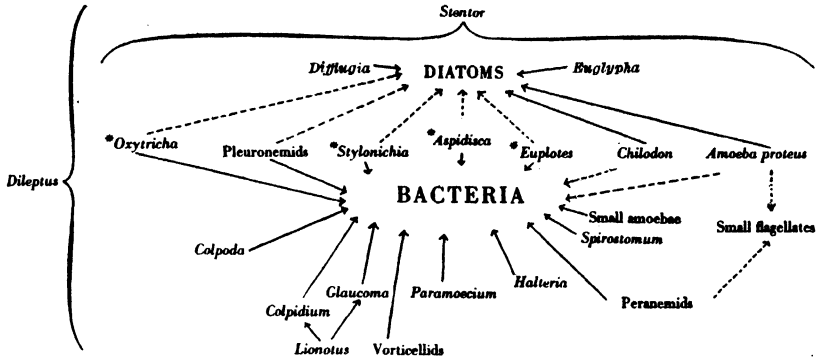 Stentor
Difflugia
DIATOMS
Euglypha
*Oxytricha
Pleuronemids
*Stylonichia
*Aspidisca
*Euplotes
Chilodon
Amoeba proteus
Dileptus
BACTERIA
Small amoebae
Small flagellates
Spirostomum
Colpoda
Glaucoma
Paramoecium
Halteria
Peranemids
Colpidium
Lionotus
Vorticellids